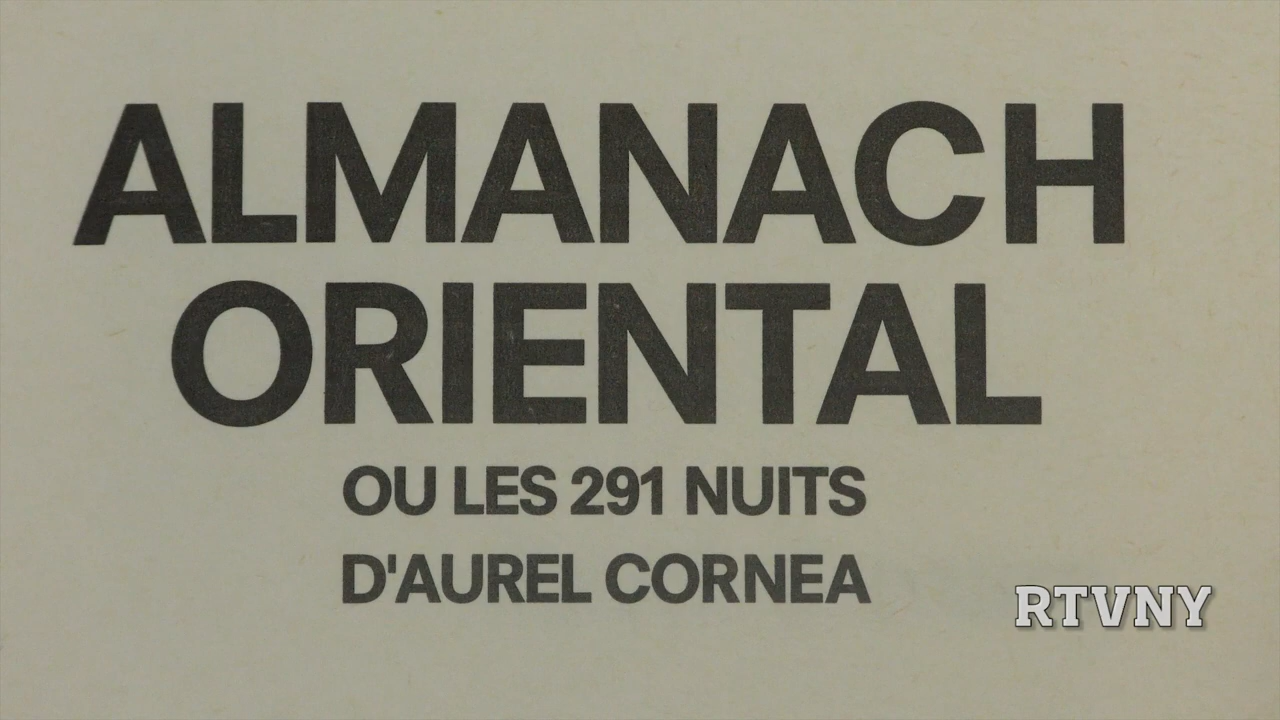 ALMANACH
ORIENTAL
OU LES 291 NUITS
D'AUREL CORNEA
RTVNY